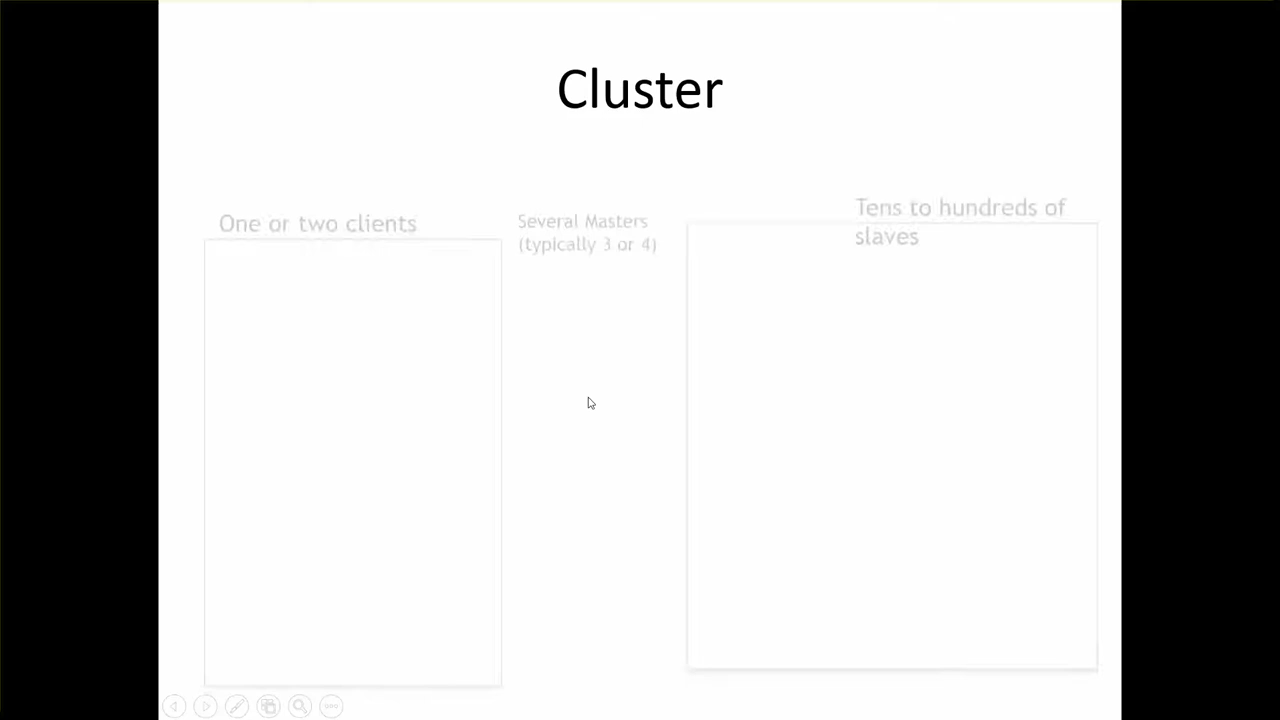 Cluster
One or two clients
Several Masters
(typically 3 or 4)
Tens to hundreds of
slaves